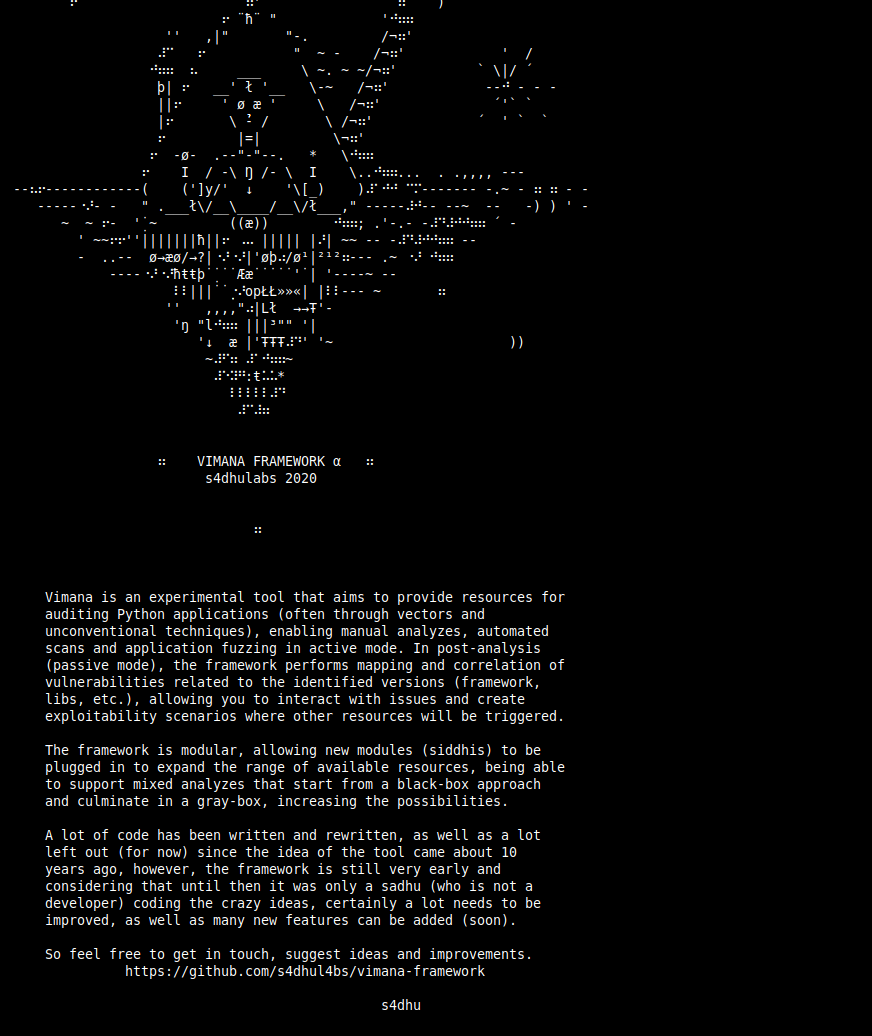 VIMANA FRAMEWORK α
s4dhulabs 2020
Vimana is an experimental tool that aims to provide resources for
auditing Python applications (often through vectors and
unconventional techniques), enabling manual analyzes, automated
scans and application fuzzing in active mode. In post-analysis
(passive mode), the framework performs mapping and correlation of
vulnerabilities related to the identified versions (framework,
libs, etc.), allowing you to interact with issues and create
exploitability scenarios where other resources will be triggered.
The framework is modular, allowing new modules (siddhis) to be
plugged in to expand the range of available resources, being able
to support mixed analyzes that start from a black-box approach
and culminate in a gray-box, increasing the possibilities.
A lot of code has been written and rewritten, as well as a lot
left out (for now) since the idea of the tool came about 10
years ago, however, the framework is still very early and
considering that until then it was only a sadhu (who is not a
developer) coding the crazy ideas, certainly a lot needs to be
improved, as well as many new features can be added (soon).
So feel free to get in touch, suggest ideas and improvements.
https://github.com/s4dhul4bs/vimana-framework
s4dhu